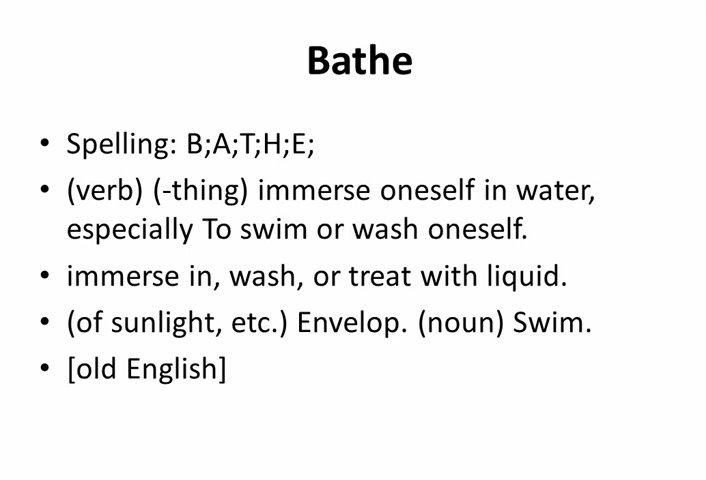 Bathe
• Spelling: B;A;T;H;E;
• (verb) (-thing) immerse oneself in water,
especially To swim or wash oneself.
• immerse in, wash, or treat with liquid.
• (of sunlight, etc.) Envelop. (noun) Swim.
• [old English]